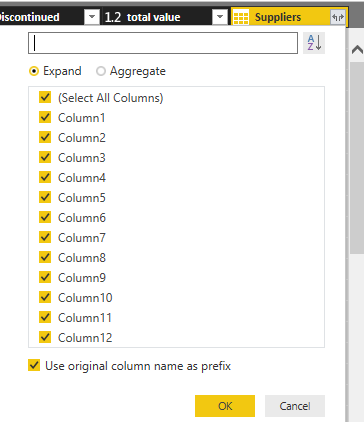 Discontinued 1.2 total value Suppliers
Expand Aggregate
(Select All Columns)
Column1
Column2
Column3
Column4
Column5
Column6
Column7
Column8
Column9
Column10
Column11
Column12
Use original column name as prefix
OK Cancel